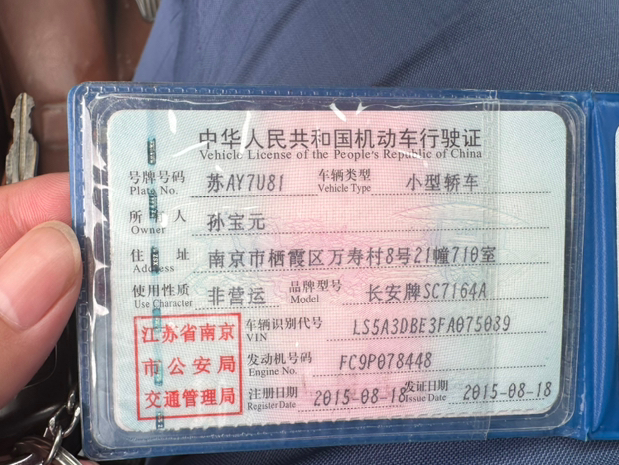 中华人民共和国机动车行驶证
Vehicle License of the People's Republic of China
号牌号码 苏AY7U81 车辆类型 小型轿车
Plate No. Vehicle Type
所有人 孙宝元
Owner
住址 南京市栖霞区万寿村8号21幢710室
Address
使用性质 非营运 品牌型号 长安牌SC7164A
Use Character Model
江苏省南京
市公安局
交通管理局
车辆识别代号 LS5A3DBE3FA075089
VIN
发动机号码 FC9P078448
Engine No.
注册日期 2015-08-18 发证日期 2015-08-18
Register Date Issue Date